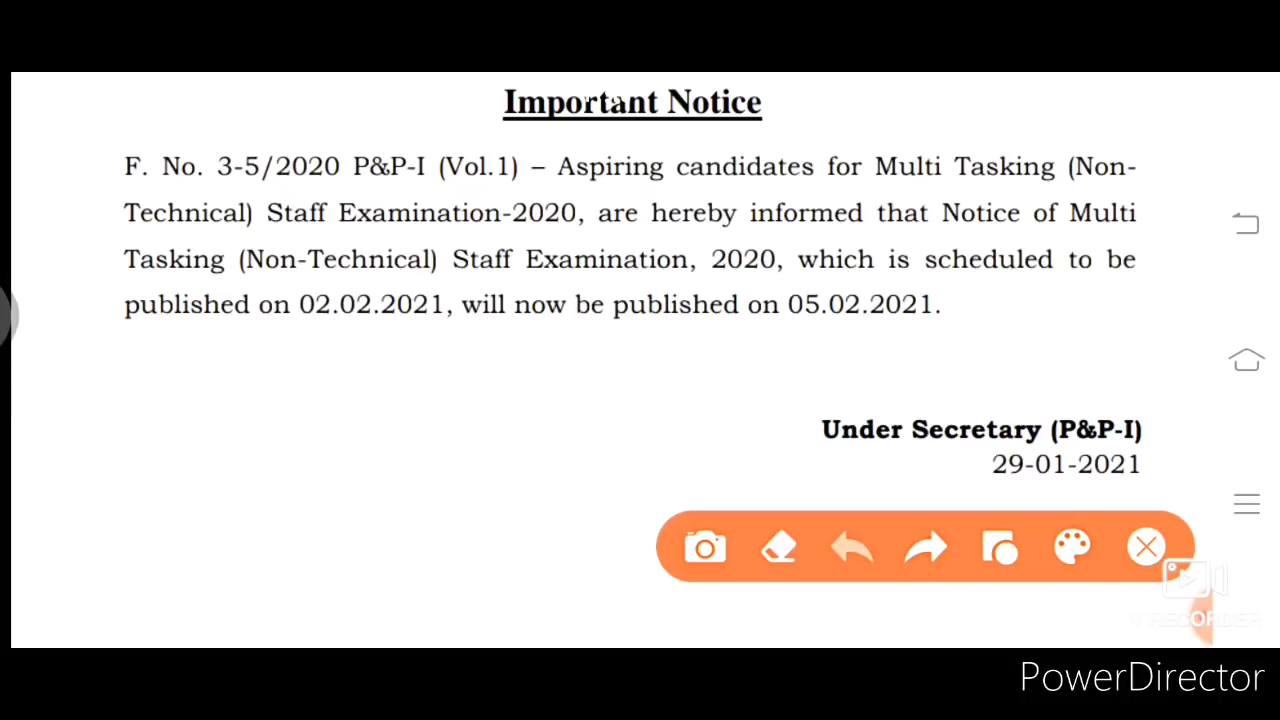 Important Notice
F. No. 3-5/2020 P&P-I (Vol.1) – Aspiring candidates for Multi Tasking (Non-
Technical) Staff Examination-2020, are hereby informed that Notice of Multi
Tasking (Non-Technical) Staff Examination, 2020, which is scheduled to be
published on 02.02.2021, will now be published on 05.02.2021.
Under Secretary (P&P-I)
29-01-2021
RECORDER
PowerDirector